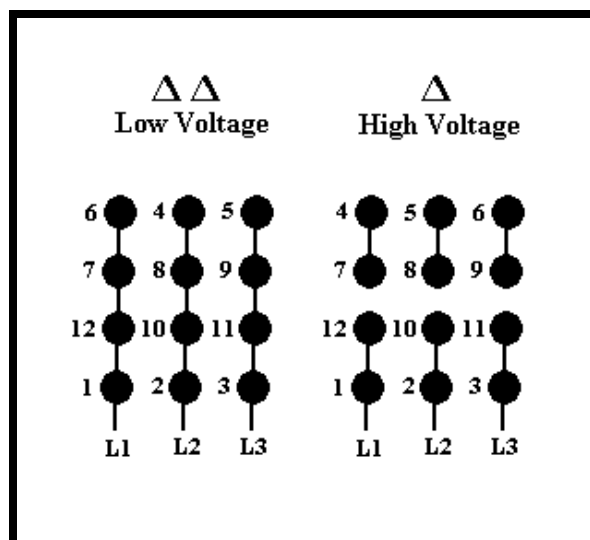 Δ Δ Δ
Low Voltage High Voltage
6 4 5 4 5 6
7 8 9 7 8 9
12 10 11 12 10 11
1 2 3 1 2 3
L1 L2 L3 L1 L2 L3